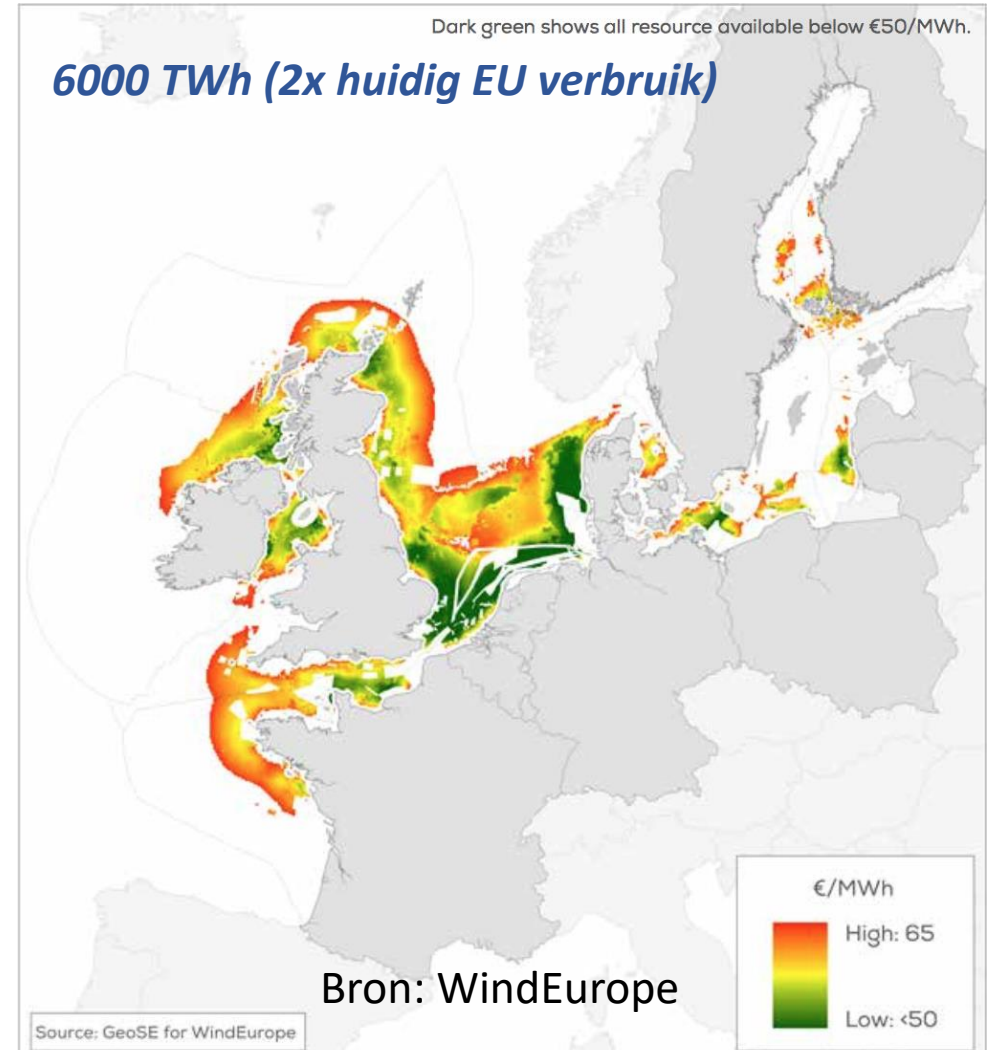 Dark green shows all resource available below €50/MWh.
6000 TWh (2x huidig EU verbruik)
€/MWh
High: 65
Low: <50
Bron: WindEurope
Source: GeoSE for WindEurope